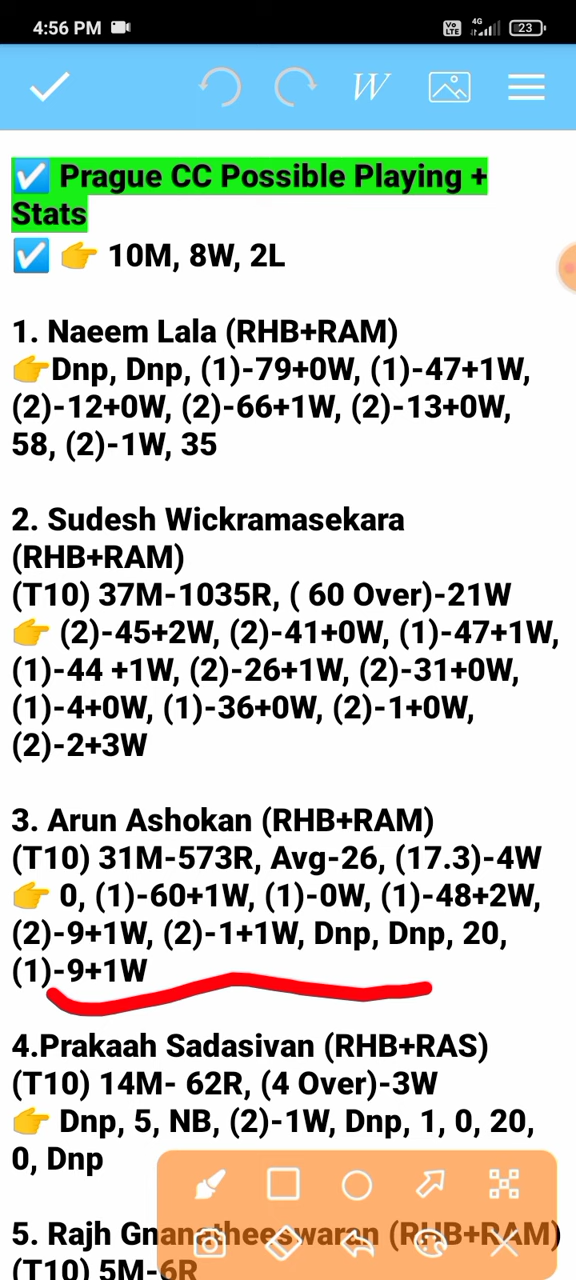 4:56 PM
Vo LTE 4G 23
W
✅ Prague CC Possible Playing +
Stats
✅ 👉 10M, 8W, 2L
1. Naeem Lala (RHB+RAM)
👉Dnp, Dnp, (1)-79+0W, (1)-47+1W,
(2)-12+0W, (2)-66+1W, (2)-13+0W,
58, (2)-1W, 35
2. Sudesh Wickramasekara
(RHB+RAM)
(T10) 37M-1035R, ( 60 Over)-21W
👉 (2)-45+2W, (2)-41+0W, (1)-47+1W,
(1)-44 +1W, (2)-26+1W, (2)-31+0W,
(1)-4+0W, (1)-36+0W, (2)-1+0W,
(2)-2+3W
3. Arun Ashokan (RHB+RAM)
(T10) 31M-573R, Avg-26, (17.3)-4W
👉 0, (1)-60+1W, (1)-0W, (1)-48+2W,
(2)-9+1W, (2)-1+1W, Dnp, Dnp, 20,
(1)-9+1W
4.Prakaah Sadasivan (RHB+RAS)
(T10) 14M- 62R, (4 Over)-3W
👉 Dnp, 5, NB, (2)-1W, Dnp, 1, 0, 20,
0, Dnp
5. Rajh Gnanatheeswaran (RHB+RAM)
(T10) 5M-6R